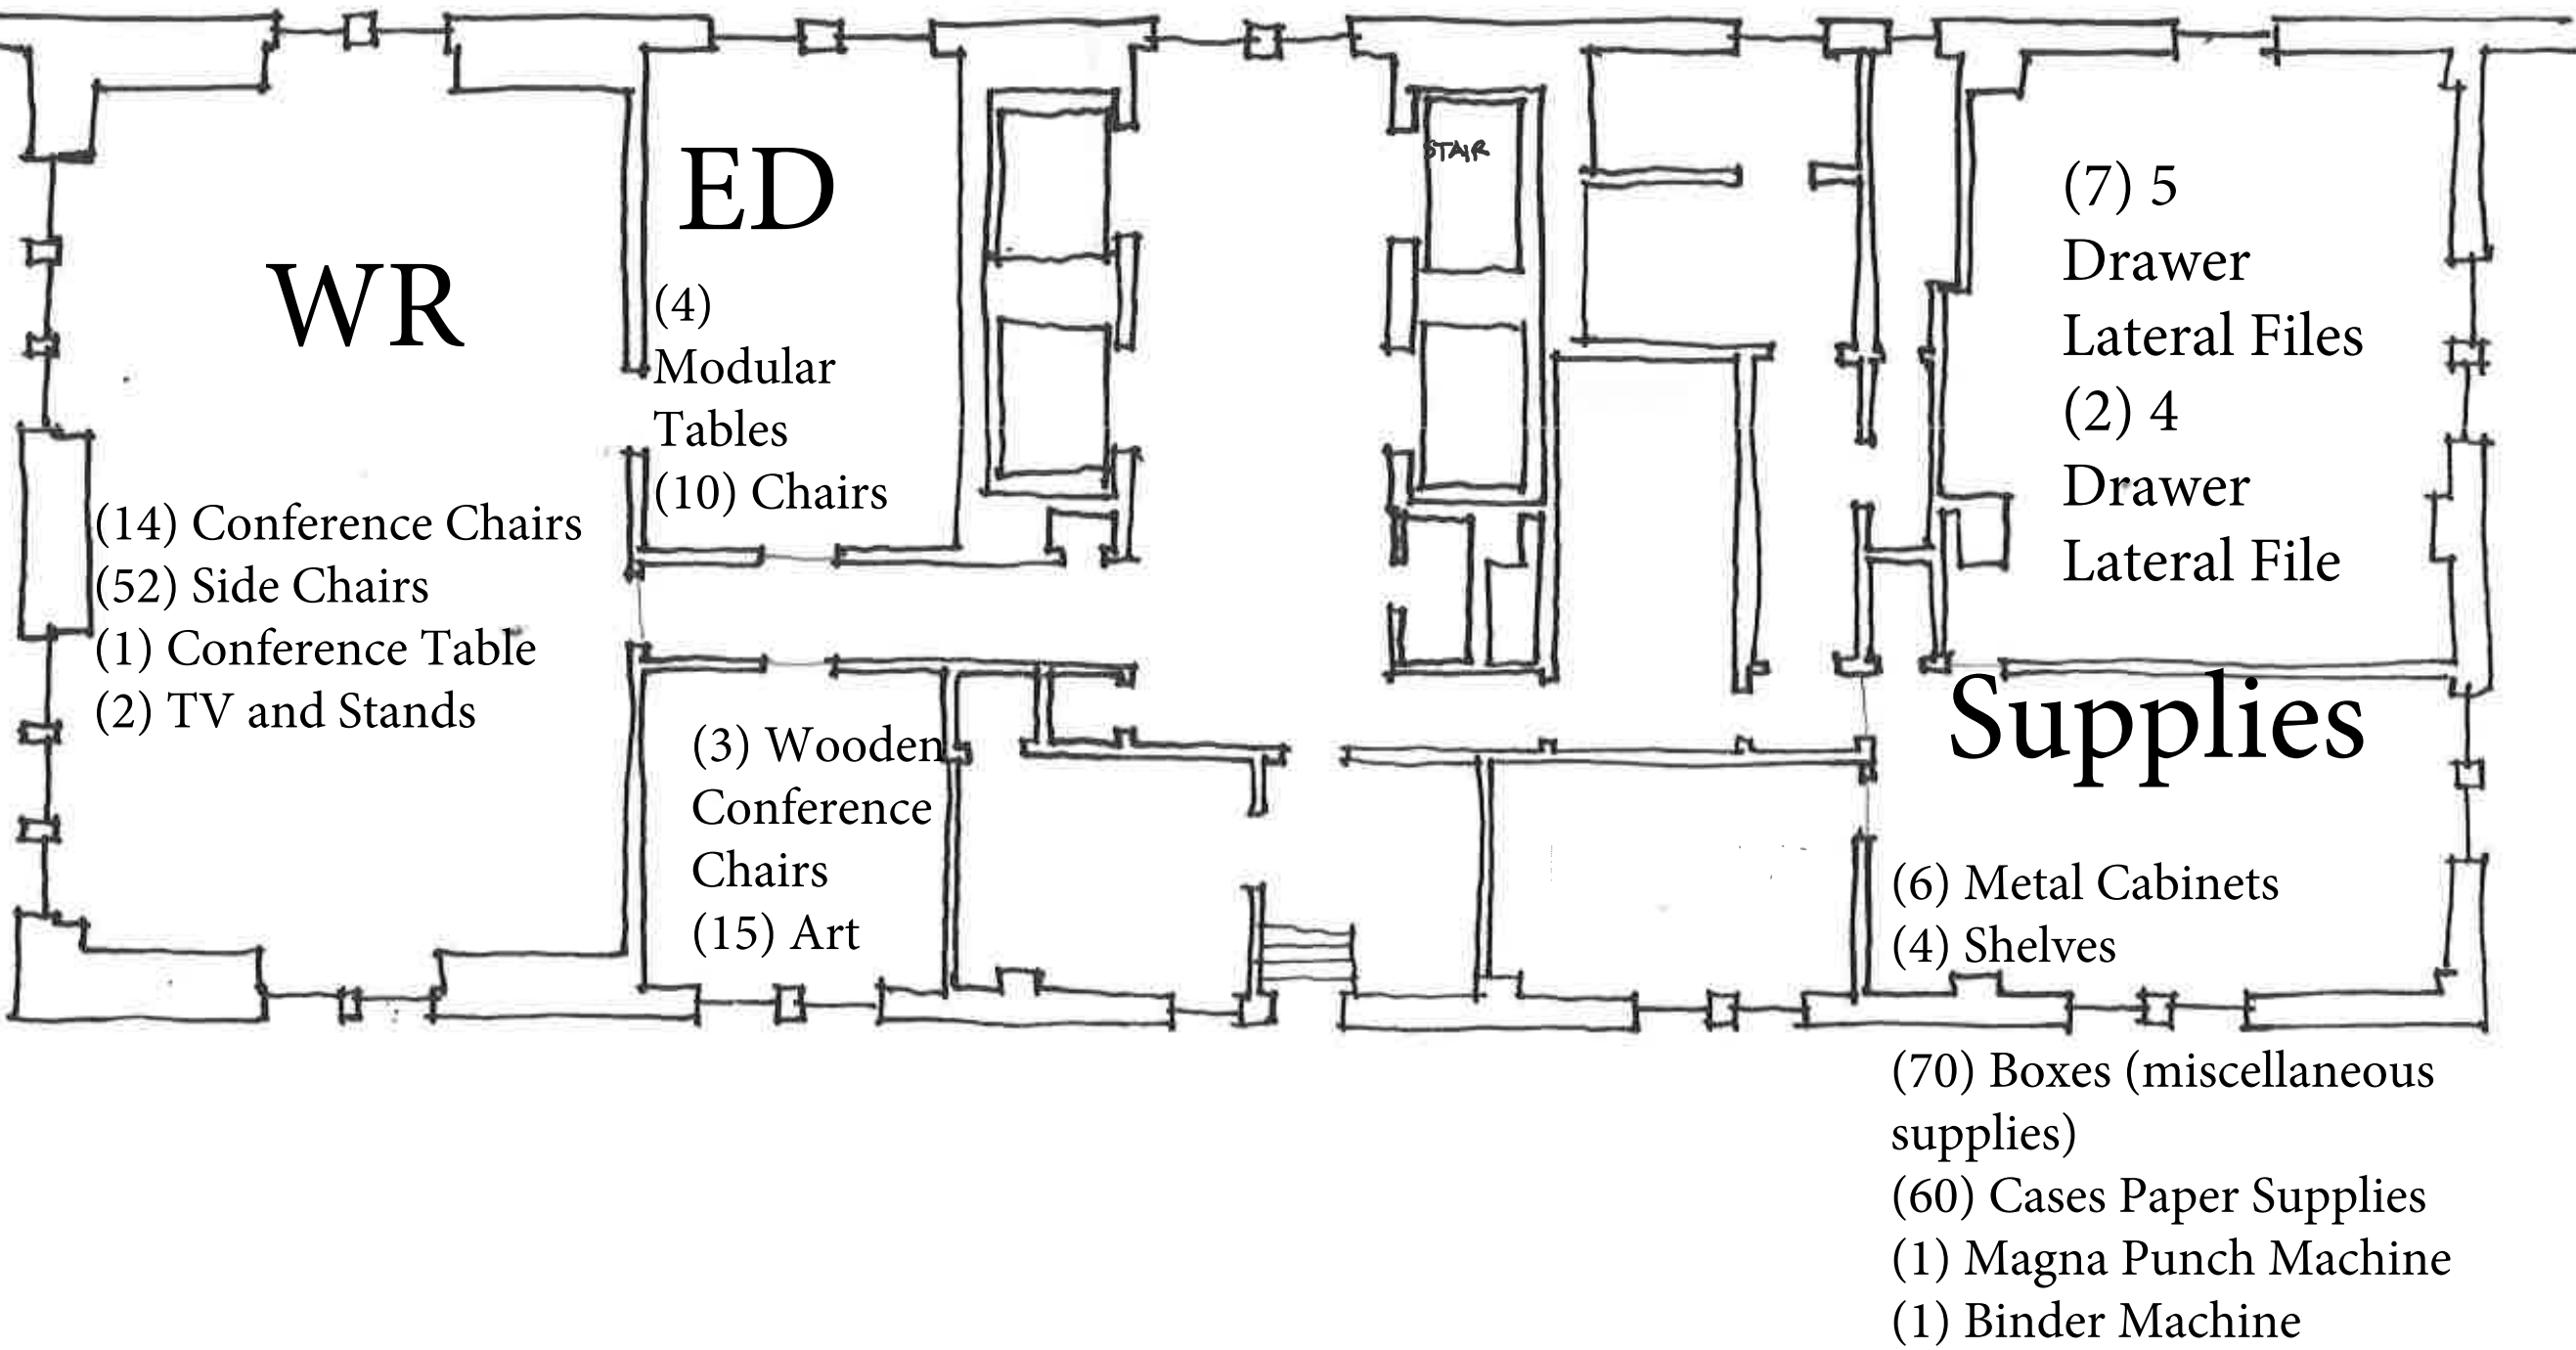 WR
(14) Conference Chairs
(52) Side Chairs
(1) Conference Table
(2) TV and Stands
ED
(4)
Modular
Tables
(10) Chairs
(3) Wooden
Conference
Chairs
(15) Art
STAIR
(7) 5
Drawer
Lateral Files
(2) 4
Drawer
Lateral File
Supplies
(6) Metal Cabinets
(4) Shelves
(70) Boxes (miscellaneous
supplies)
(60) Cases Paper Supplies
(1) Magna Punch Machine
(1) Binder Machine